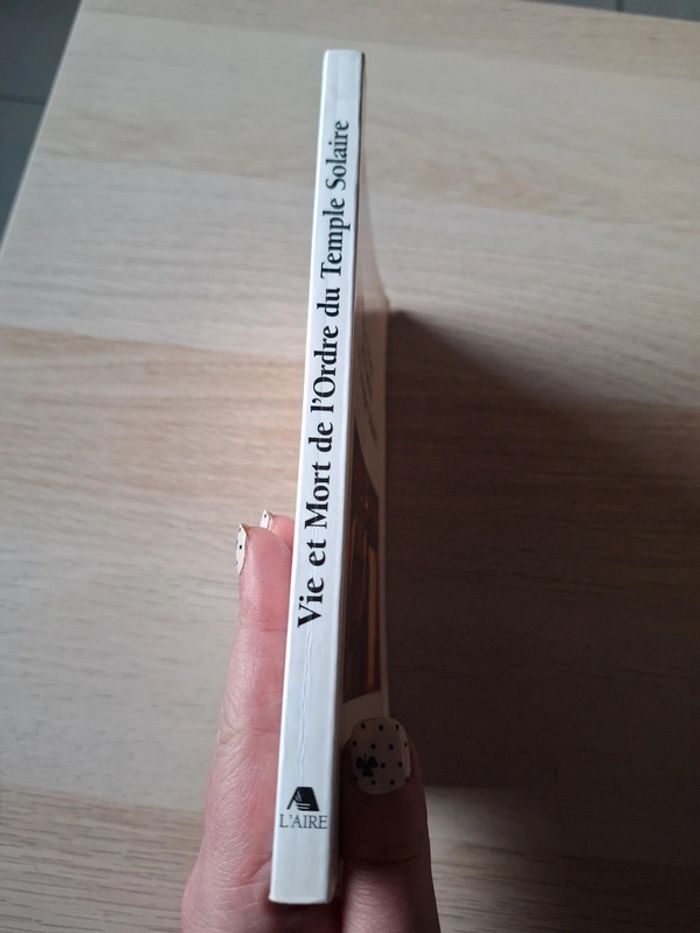 Vie et Mort de l'Ordre du Temple Solaire
L'AIRE